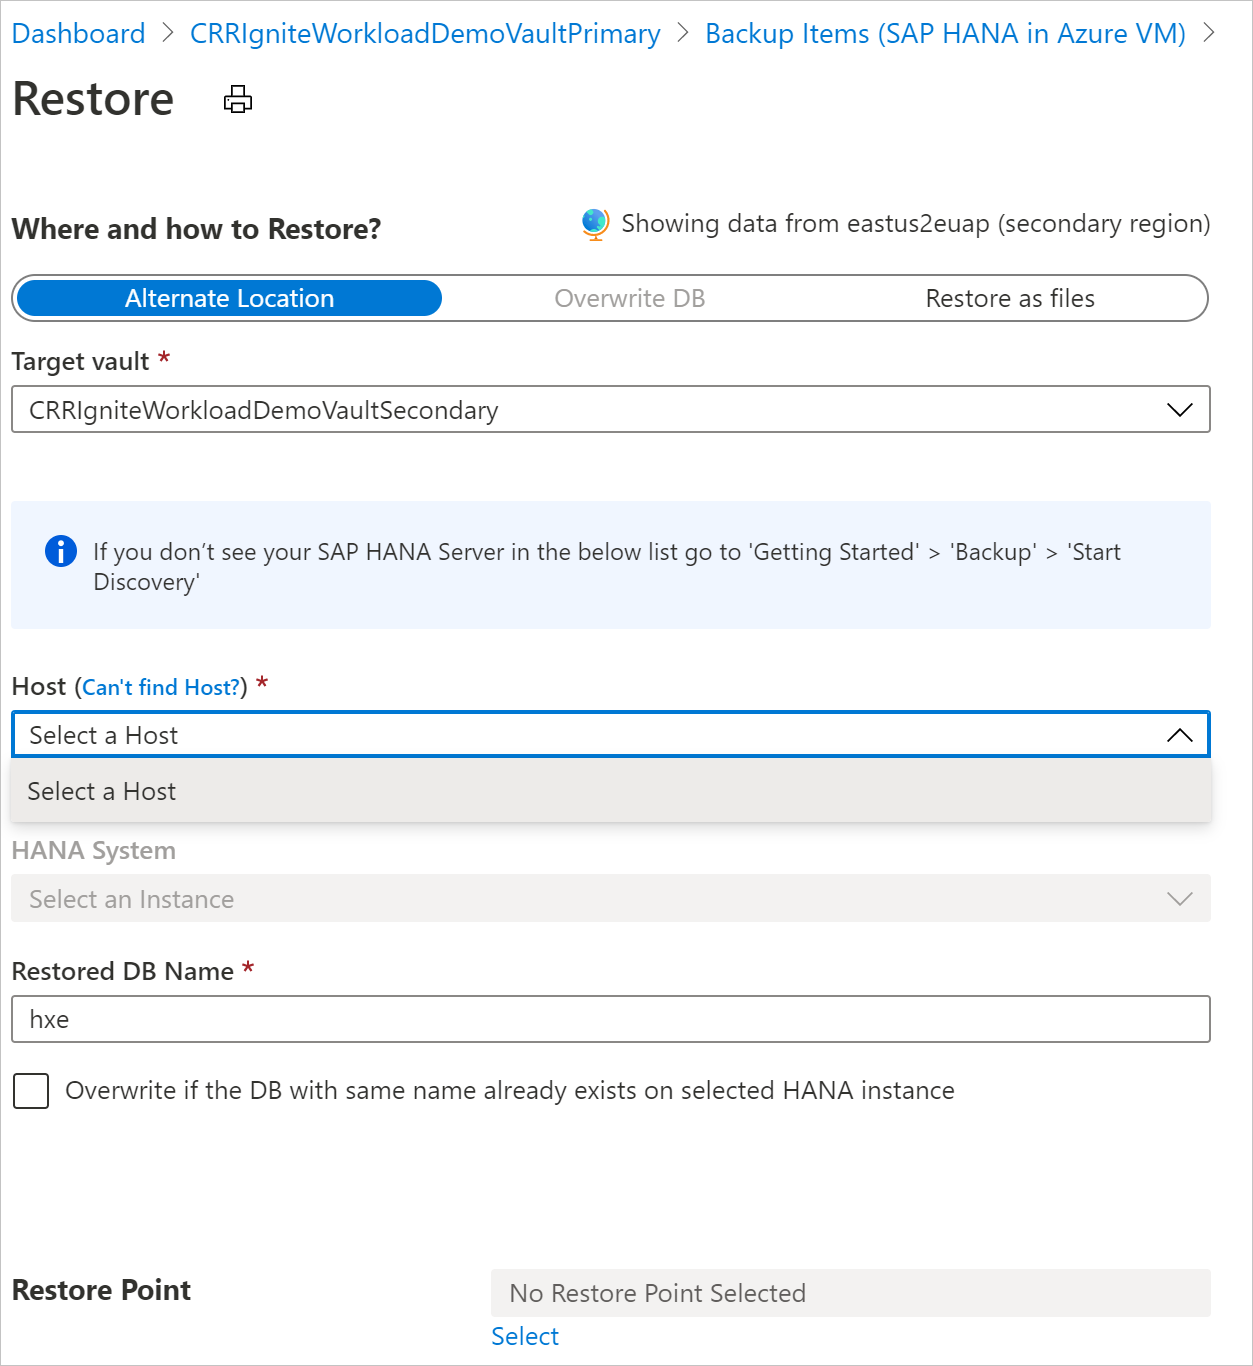 Dashboard > CRRIgniteWorkloadDemoVaultPrimary > Backup Items (SAP HANA in Azure VM) >
Restore
Where and how to Restore?
Showing data from eastus2euap (secondary region)
Alternate Location
Overwrite DB
Restore as files
Target vault *
CRRIgniteWorkloadDemoVaultSecondary
If you don’t see your SAP HANA Server in the below list go to 'Getting Started' > 'Backup' > 'Start
Discovery'
Host (Can't find Host?) *
Select a Host
Select a Host
HANA System
Select an Instance
Restored DB Name *
hxe
Overwrite if the DB with same name already exists on selected HANA instance
Restore Point
No Restore Point Selected
Select